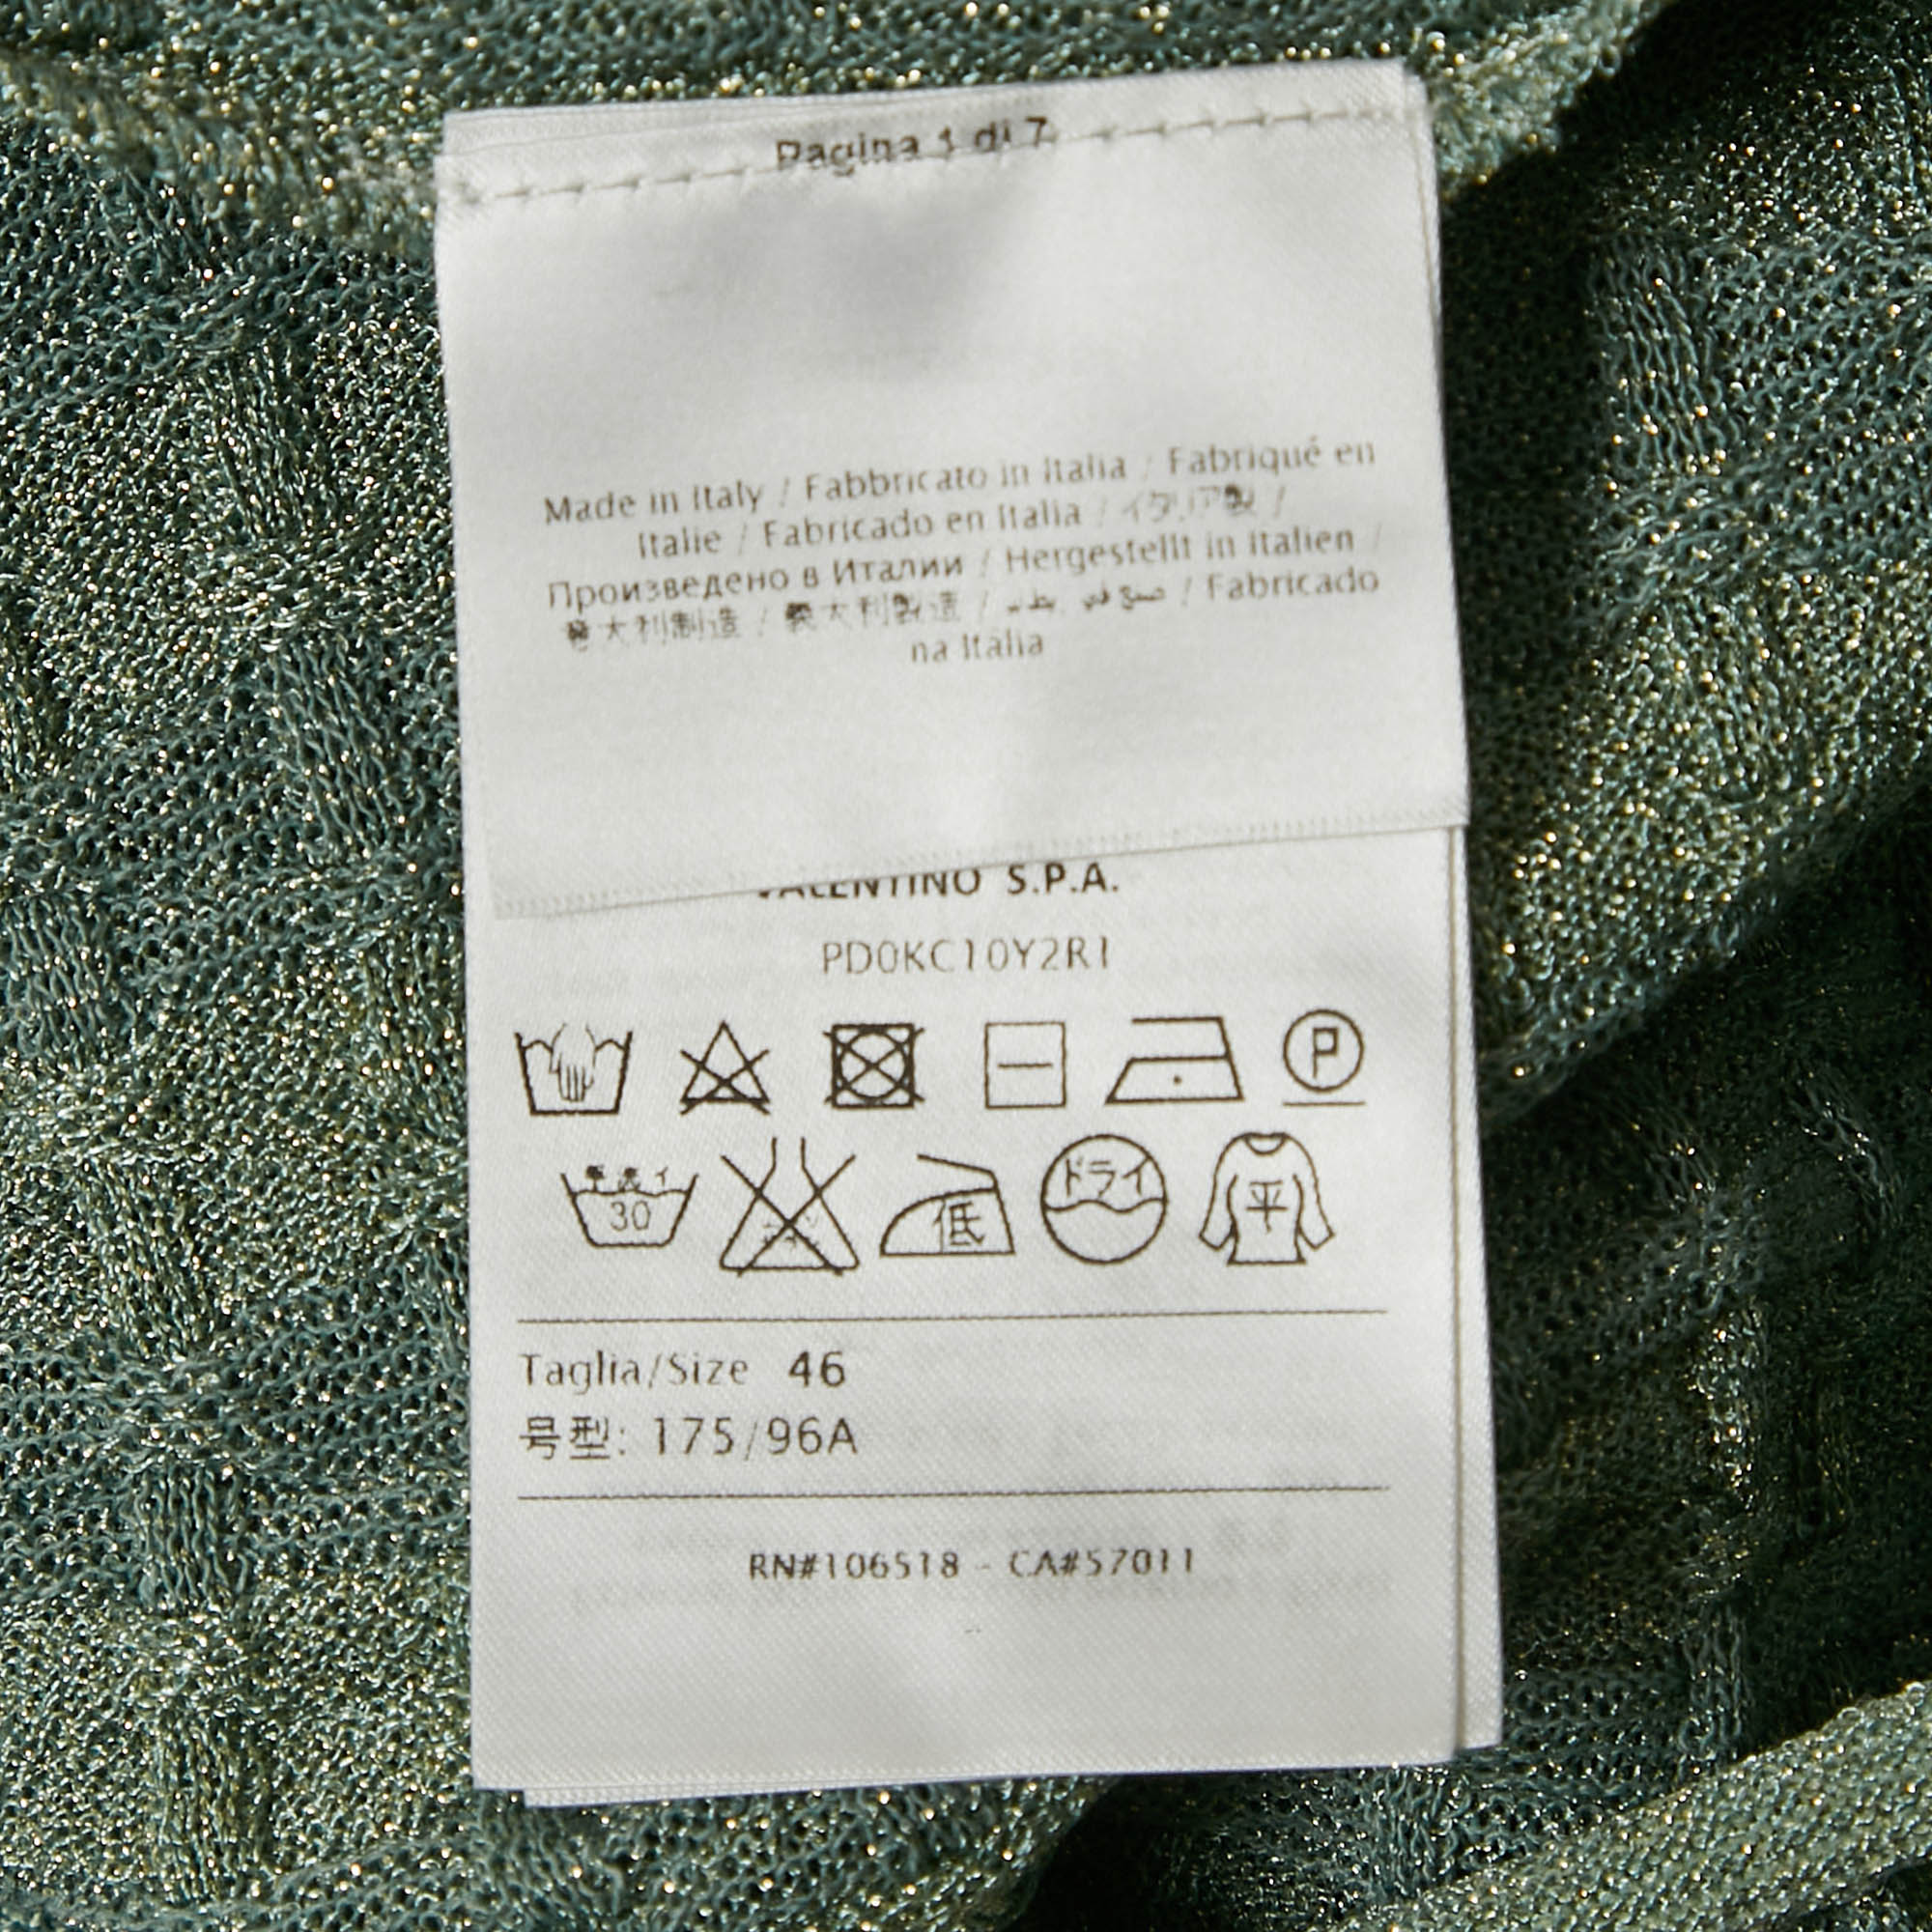 Pagina 1 di 7
Made in Italy / Fabbricato in Italia / Fabriqué en
Italie / Fabricado en Italia / イタリア製 /
Произведено в Италии / Hergestellt in Italien /
意大利制造 / 義大利製造 / صنع في / Fabricado
na Itália
VALENTINO S.P.A.
PD0KC10Y2R1
P
30 ドライ
低 平
Taglia/Size 46
号型: 175/96A
RN#106518 - CA#57011